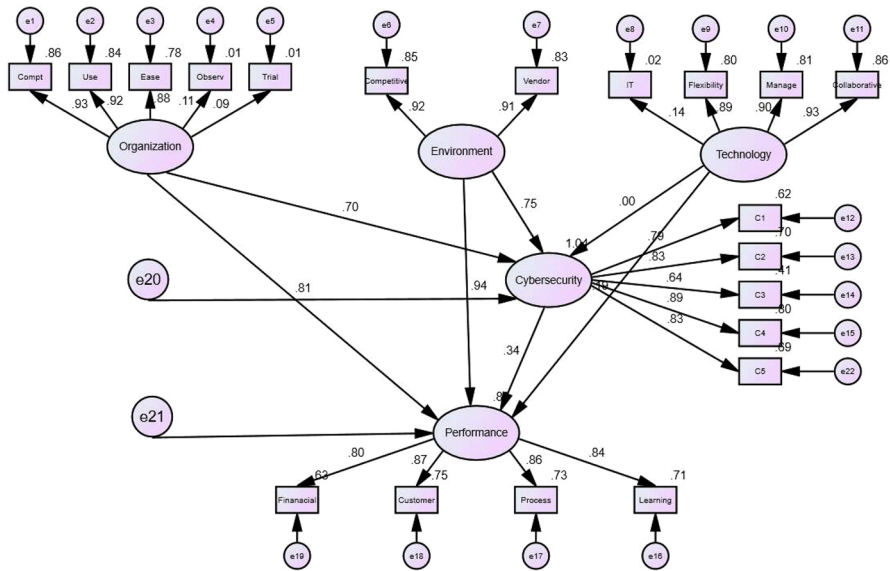 e1 e2 e3 e4 e5 e6 e7 e8 e9 e10 e11
.86 .84 .78 .01 .01 .85 .83 .02 .80 .81 .86
Compt Use Ease Observ Trial Competitive Vendor IT Flexibility Manage Collaborative
.93 .92 .88 .11 .09 .92 .91 .14 .89 .90 .93
Organization Environment Technology
.62
.70 .75 .00 C1 e12
1.04 .79 .70
.83 C2 e13
e20 Cybersecurity .41
.81 .94 .64 C3 e14
.89 .80
.83 C4 e15
.69
.34 C5 e22
e21
Performance
.80 .87 .86 .84
.63 .75 .73 .71
Finanacial Customer Process Learning
e19 e18 e17 e16